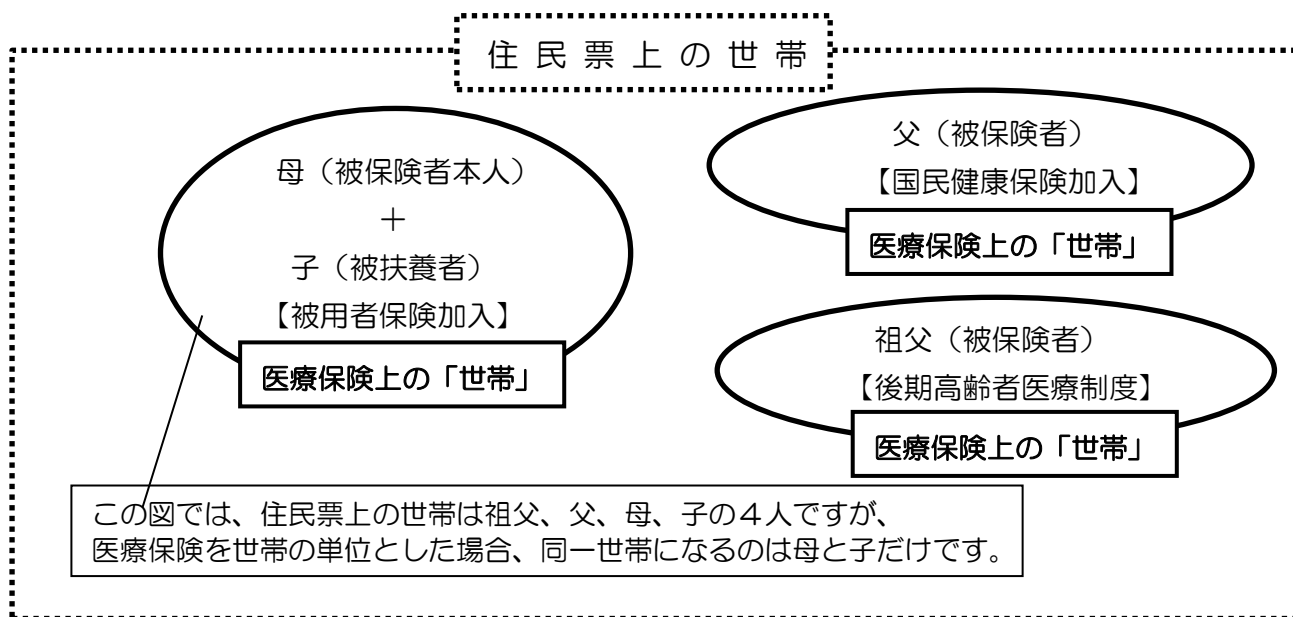 住民票上の世帯
母（被保険者本人）
＋
子（被扶養者）
【被用者保険加入】
医療保険上の「世帯」
父（被保険者）
【国民健康保険加入】
医療保険上の「世帯」
祖父（被保険者）
【後期高齢者医療制度】
医療保険上の「世帯」
この図では、住民票上の世帯は祖父、父、母、子の４人ですが、
医療保険を世帯の単位とした場合、同一世帯になるのは母と子だけです。